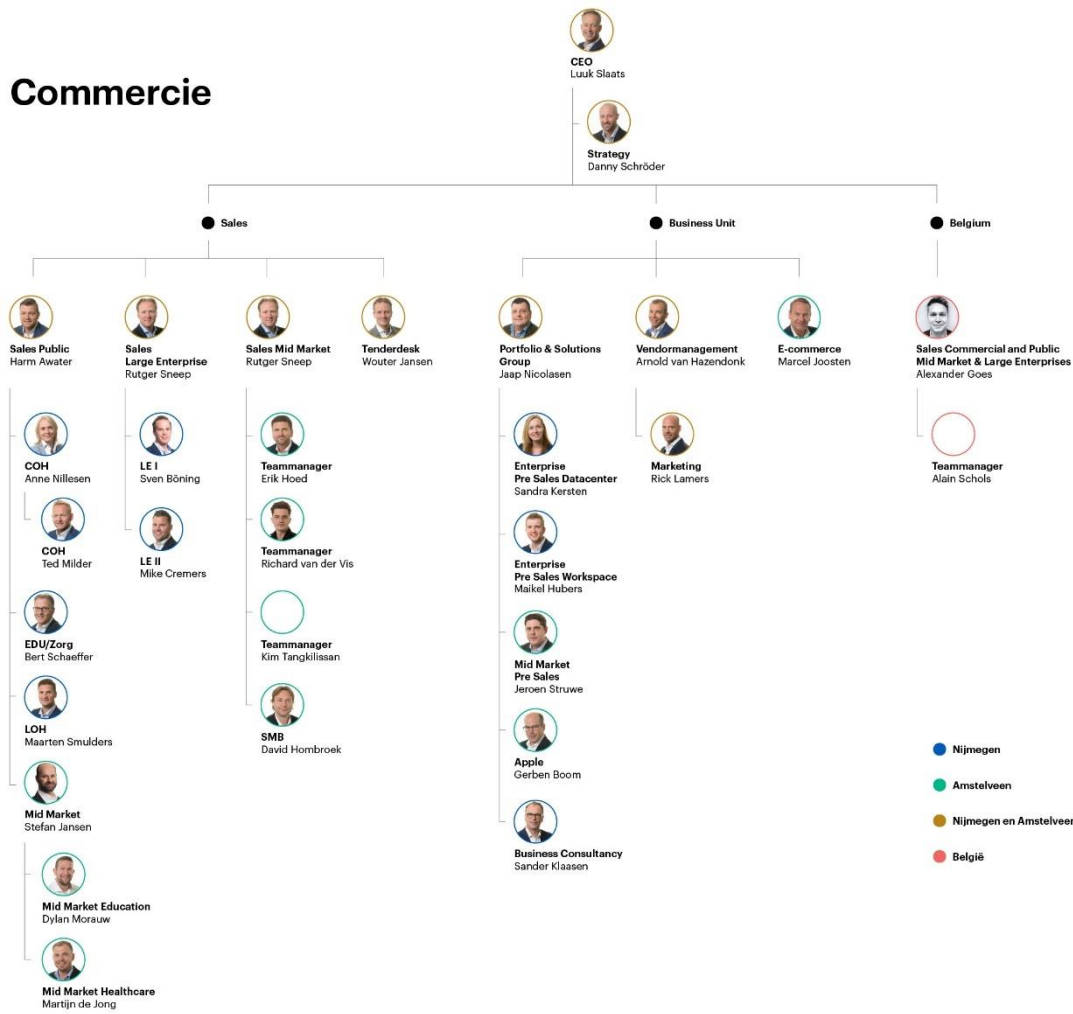 Commercie
CEO
Luuk Slaats
Strategy
Danny Schröder
Sales
Business Unit
Belgium
Sales Public
Harm Awater
Sales
Large Enterprise
Rutger Sneep
Sales Mid Market
Rutger Sneep
Tenderdesk
Wouter Jansen
Portfolio & Solutions
Group
Jaap Nicolasen
Vendormanagement
Arnold van Hazendonk
E-commerce
Marcel Joosten
Sales Commercial and Public
Mid Market & Large Enterprises
Alexander Goes
COH
Anne Nillesen
COH
Ted Milder
EDU/Zorg
Bert Schaeffer
LOH
Maarten Smulders
Mid Market
Stefan Jansen
Mid Market Education
Dylan Morauw
Mid Market Healthcare
Martijn de Jong
LE I
Sven Böning
LE II
Mike Cremers
Teammanager
Erik Hoed
Teammanager
Richard van der Vis
Teammanager
Kim Tangkilissan
SMB
David Hombroek
Enterprise
Pre Sales Datacenter
Sandra Kersten
Enterprise
Pre Sales Workspace
Maikel Hubers
Mid Market
Pre Sales
Jeroen Struwe
Apple
Gerben Boom
Business Consultancy
Sander Klaasen
Marketing
Rick Lamers
Teammanager
Alain Schols
Nijmegen
Amstelveen
Nijmegen en Amstelveen
België